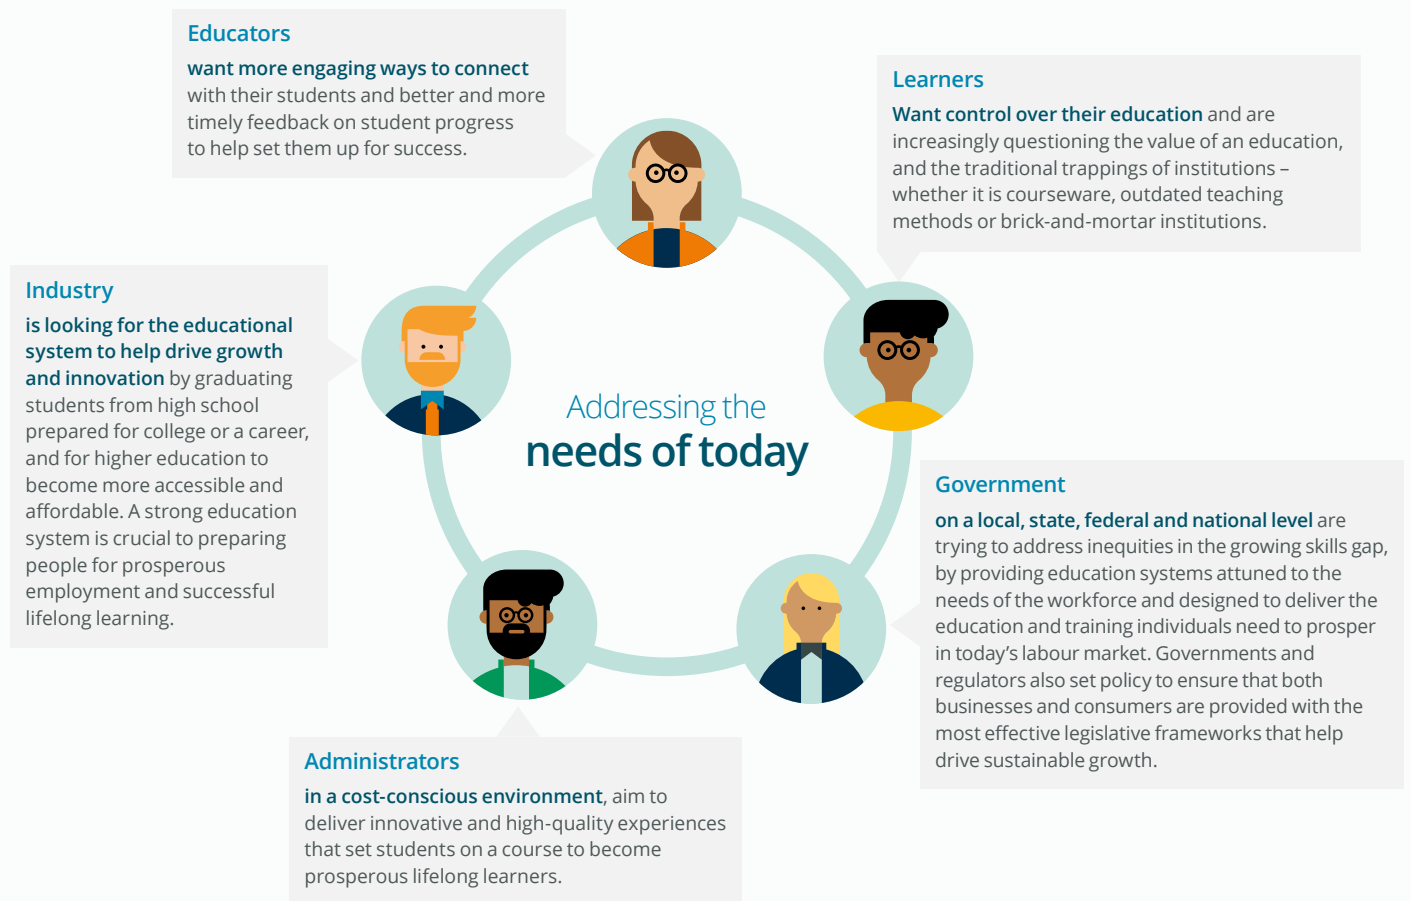 Educators
want more engaging ways to connect
with their students and better and more
timely feedback on student progress
to help set them up for success.
Learners
Want control over their education and are
increasingly questioning the value of an education,
and the traditional trappings of institutions –
whether it is courseware, outdated teaching
methods or brick-and-mortar institutions.
Industry
is looking for the educational
system to help drive growth
and innovation by graduating
students from high school
prepared for college or a career,
and for higher education to
become more accessible and
affordable. A strong education
system is crucial to preparing
people for prosperous
employment and successful
lifelong learning.
Addressing the
needs of today
Government
on a local, state, federal and national level are
trying to address inequities in the growing skills gap,
by providing education systems attuned to the
needs of the workforce and designed to deliver the
education and training individuals need to prosper
in today's labour market. Governments and
regulators also set policy to ensure that both
businesses and consumers are provided with the
most effective legislative frameworks that help
drive sustainable growth.
Administrators
in a cost-conscious environment, aim to
deliver innovative and high-quality experiences
that set students on a course to become
prosperous lifelong learners.